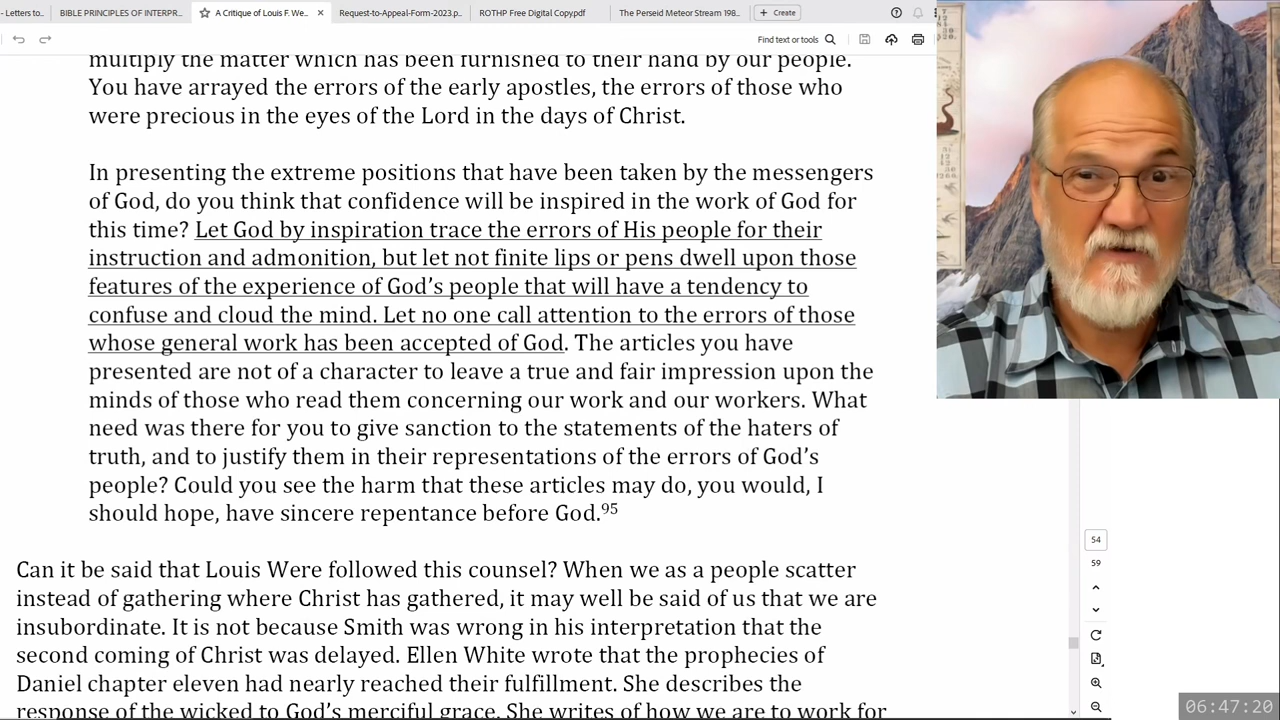 - Letters to...
BIBLE PRINCIPLES OF INTERPR...
A Critique of Louis F. We...
Request-to-Appeal-Form-2023.p...
ROTHP Free Digital Copy.pdf
The Perseid Meteor Stream 198...
+ Create
Find text or tools
multiply the matter which has been furnished to their hand by our people.
You have arrayed the errors of the early apostles, the errors of those who
were precious in the eyes of the Lord in the days of Christ.
In presenting the extreme positions that have been taken by the messengers
of God, do you think that confidence will be inspired in the work of God for
this time? Let God by inspiration trace the errors of His people for their
instruction and admonition, but let not finite lips or pens dwell upon those
features of the experience of God's people that will have a tendency to
confuse and cloud the mind. Let no one call attention to the errors of those
whose general work has been accepted of God. The articles you have
presented are not of a character to leave a true and fair impression upon the
minds of those who read them concerning our work and our workers. What
need was there for you to give sanction to the statements of the haters of
truth, and to justify them in their representations of the errors of God's
people? Could you see the harm that these articles may do, you would, I
should hope, have sincere repentance before God.95
Can it be said that Louis Were followed this counsel? When we as a people scatter
instead of gathering where Christ has gathered, it may well be said of us that we are
insubordinate. It is not because Smith was wrong in his interpretation that the
second coming of Christ was delayed. Ellen White wrote that the prophecies of
Daniel chapter eleven had nearly reached their fulfillment. She describes the
response of the wicked to God's merciful grace. She writes of how we are to work for
54
59
06:47:20